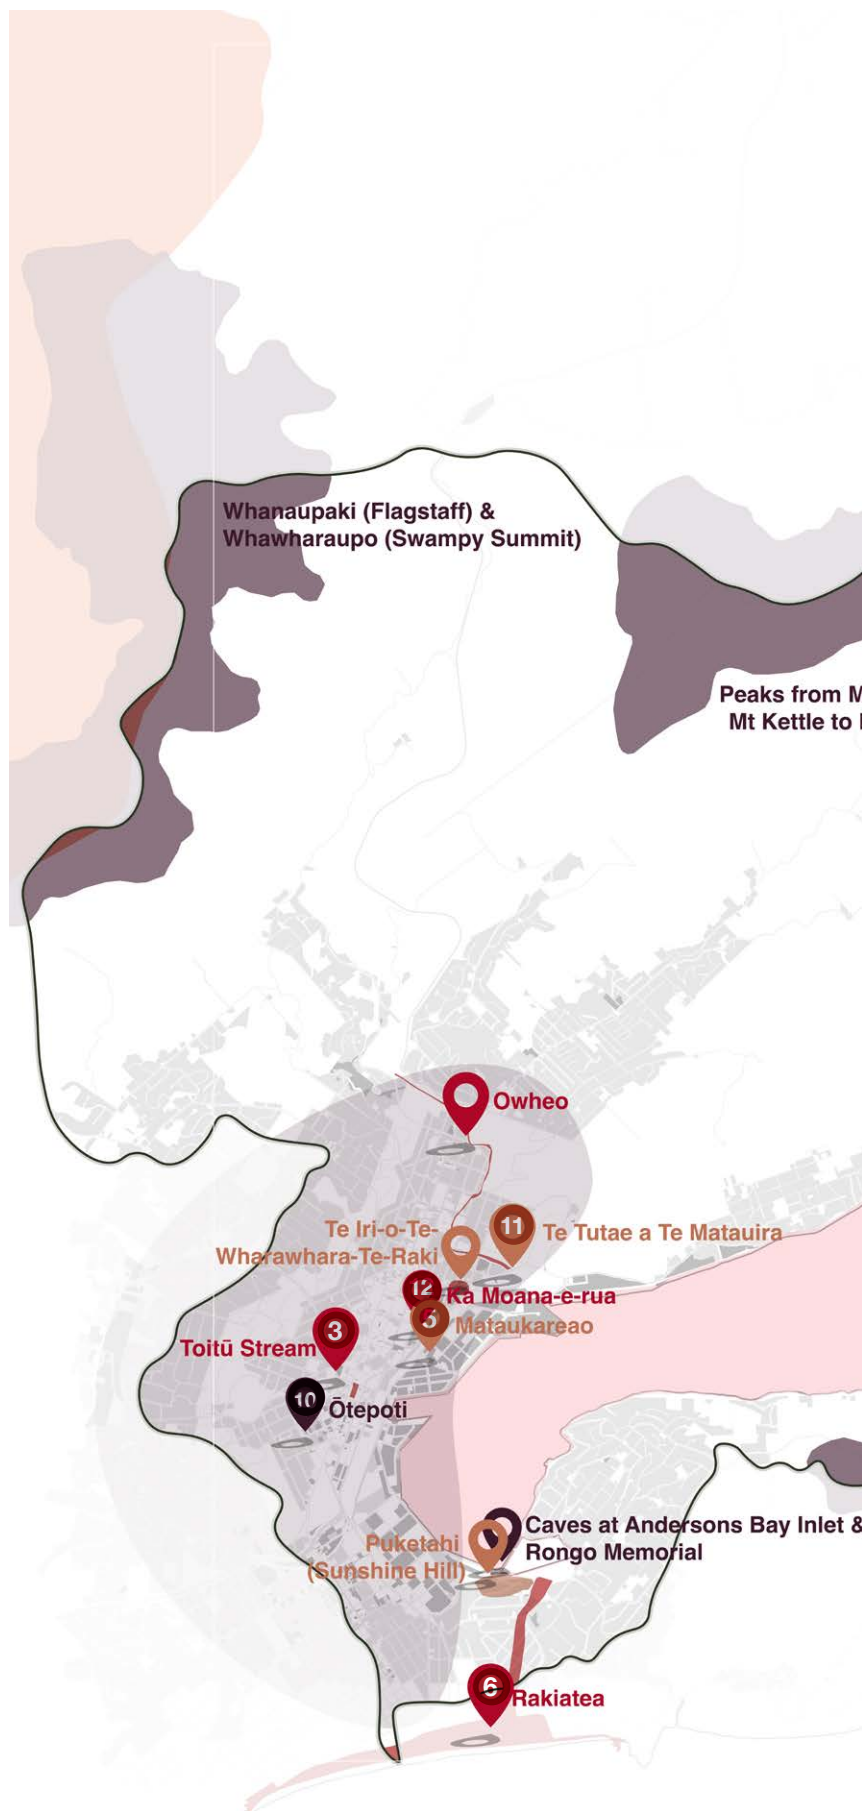 Whanaupaki (Flagstaff) &
Whawharaupo (Swampy Summit)
Peaks from M
Mt Kettle to
Owheo
11
Te Iri-o-Te-
Wharawhara-Te-Raki
Te Tutae a Te Matauira
12
Ka Moana-e-rua
5
Mataukareao
3
Toitū Stream
10
Ōtepoti
Caves at Andersons Bay Inlet &
Rongo Memorial
Puketahi
(Sunshine Hill)
6
Rakiatea